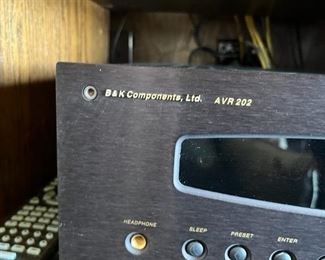 B&K Components, Ltd. AVR 202
HEADPHONE
SLEEP
PRESET
ENTER